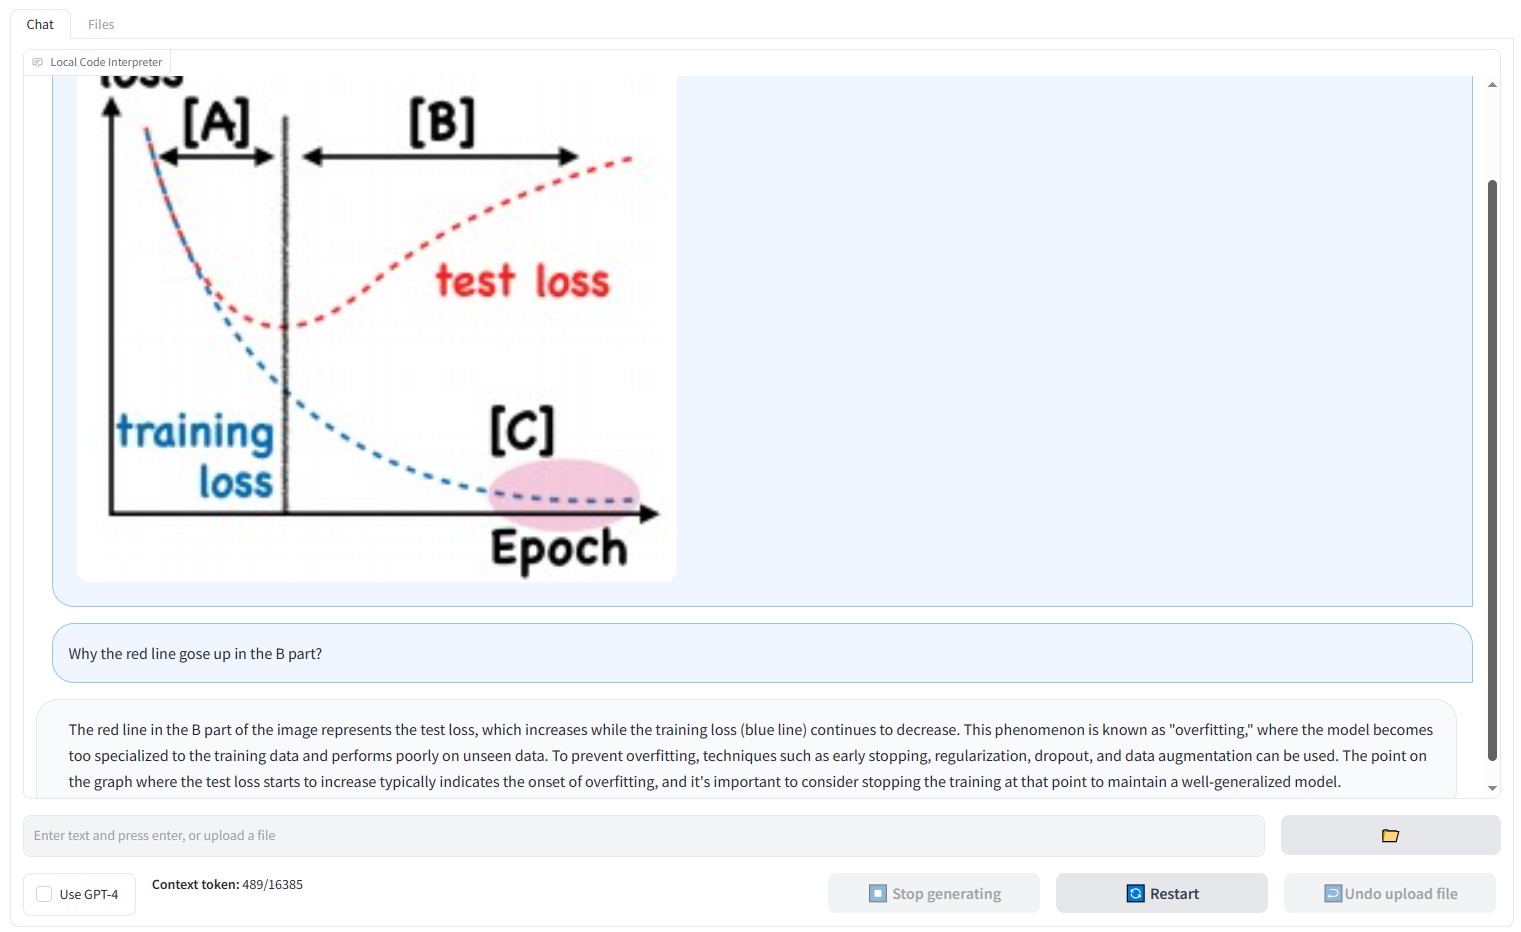 Chat
Files
Local Code Interpreter
loss
[A]
[B]
test loss
[C]
training
loss
Epoch
Why the red line gose up in the B part?
The red line in the B part of the image represents the test loss, which increases while the training loss (blue line) continues to decrease. This phenomenon is known as "overfitting," where the model becomes
too specialized to the training data and performs poorly on unseen data. To prevent overfitting, techniques such as early stopping, regularization, dropout, and data augmentation can be used. The point on
the graph where the test loss starts to increase typically indicates the onset of overfitting, and it's important to consider stopping the training at that point to maintain a well-generalized model.
Enter text and press enter, or upload a file
Use GPT-4
Context token: 489/16385
Stop generating
Restart
Undo upload file